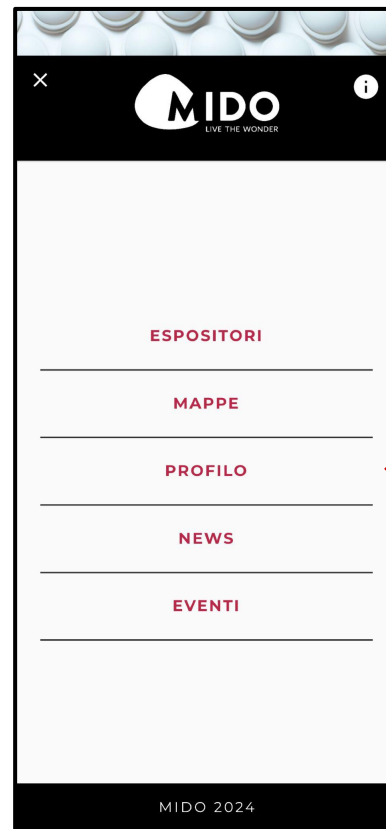 MIDO
LIVE THE WONDER
ESPOSITORI
MAPPE
PROFILO
NEWS
EVENTI
MIDO 2024